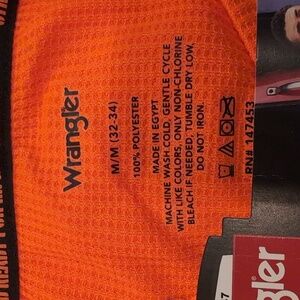 Wrangler
M/M (32-34)
100% POLYESTER
MADE IN EGYPT
MACHINE WASH COLD, GENTLE CYCLE
WITH LIKE COLORS, ONLY NON-CHLORINE
BLEACH IF NEEDED, TUMBLE DRY LOW,
DO NOT IRON.
RN# 147453
gler